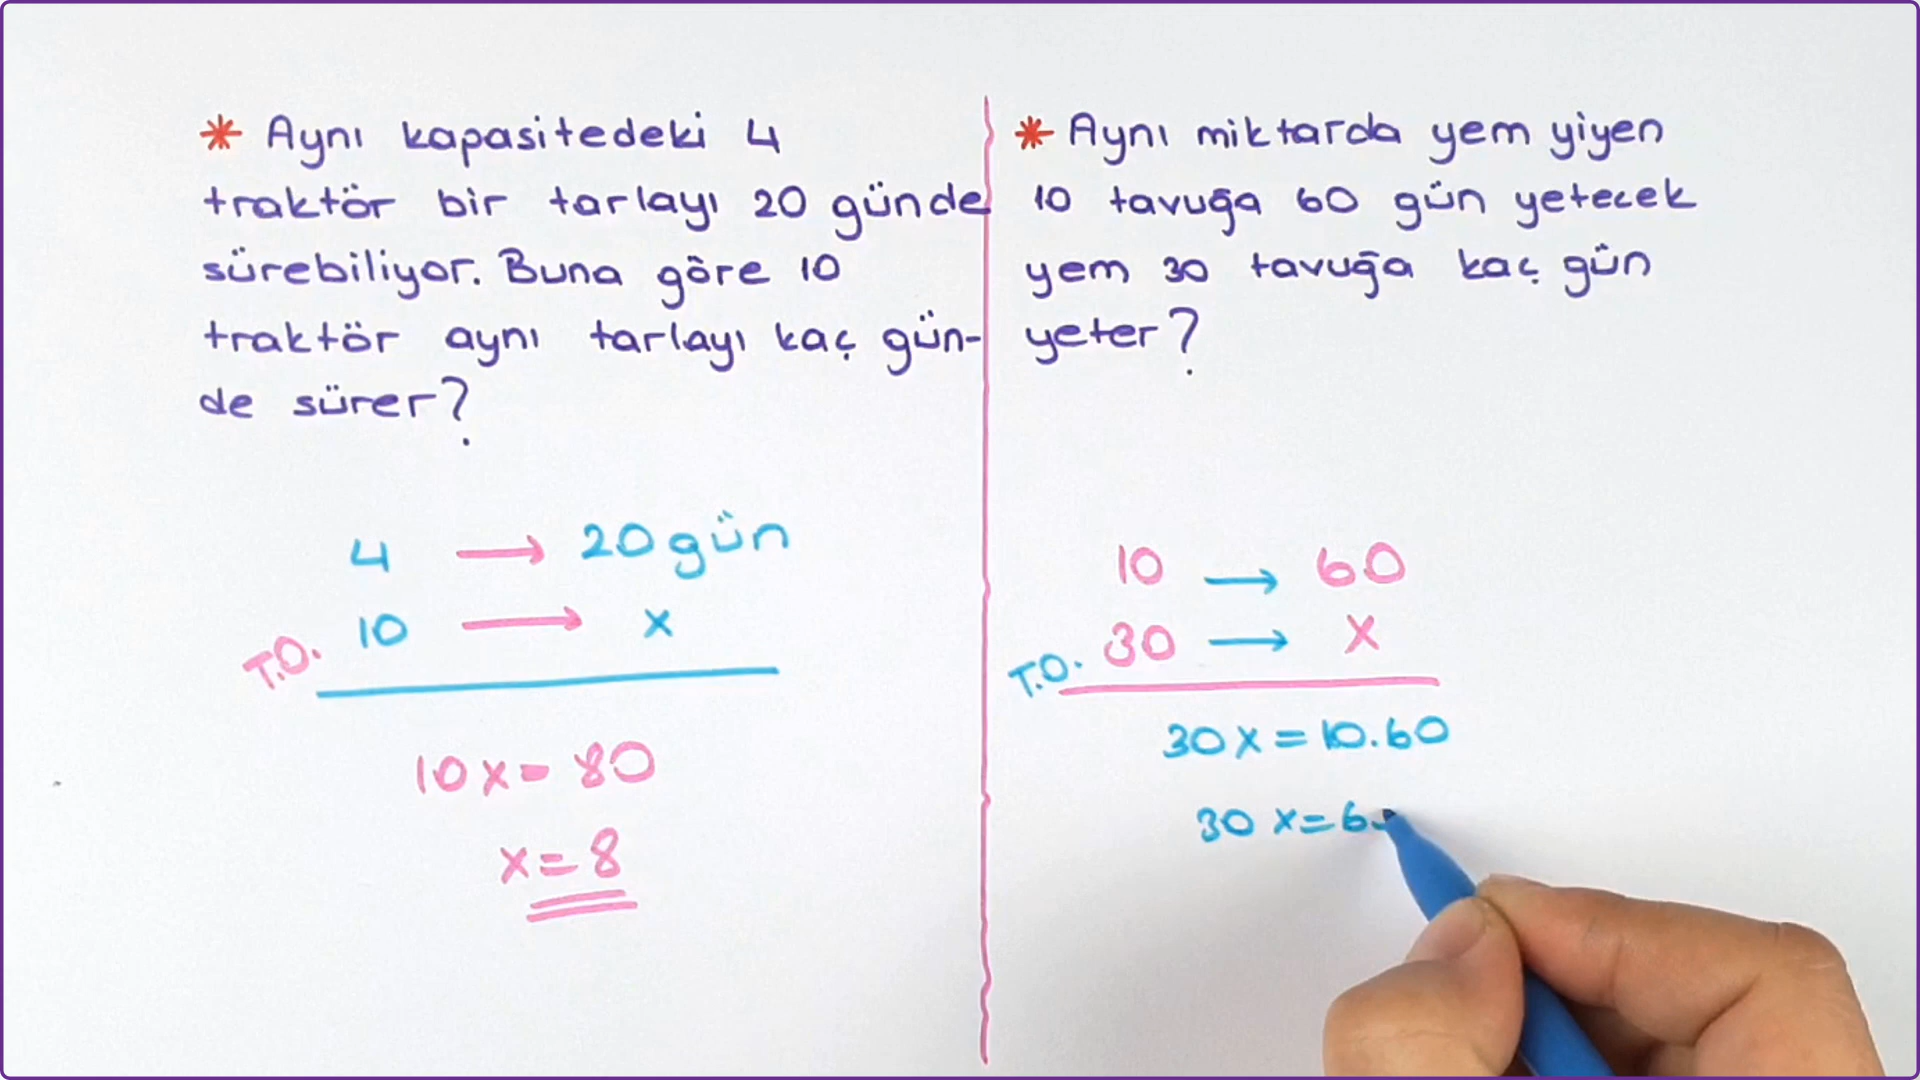 * Aynı kapasitedeki 4
traktör bir tarlayı 20 günde
sürebiliyor. Buna göre 10
traktör aynı tarlayı kaç gün-
de sürer?
4 → 20 gün
10 → x
T.O.
10x = 80
x = 8
* Aynı miktarda yem yiyen
10 tavuğa 60 gün yetecek
yem 30 tavuğa kaç gün
yeter?
10 → 60
30 → x
T.O.
30x = 10.60
30 x = 6